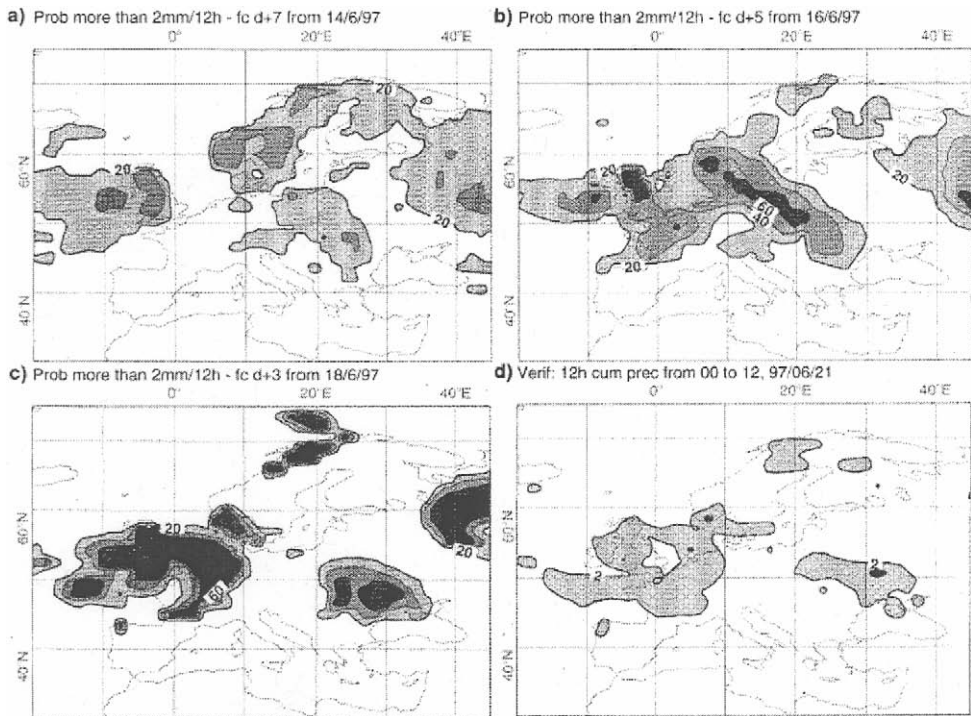 a) Prob more than 2mm/12h - fc d+7 from 14/6/97
0° 20°E 40°E
20
60°N
20
20
40°N
b) Prob more than 2mm/12h - fc d+5 from 16/6/97
0° 20°E 40°E
60°N
20
20
60
40
20
40°N
c) Prob more than 2mm/12h - fc d+3 from 18/6/97
0° 20°E 40°E
60°N
20
20
60
40°N
d) Verif: 12h cum prec from 00 to 12, 97/06/21
0° 20°E 40°E
60°N
2
2
40°N